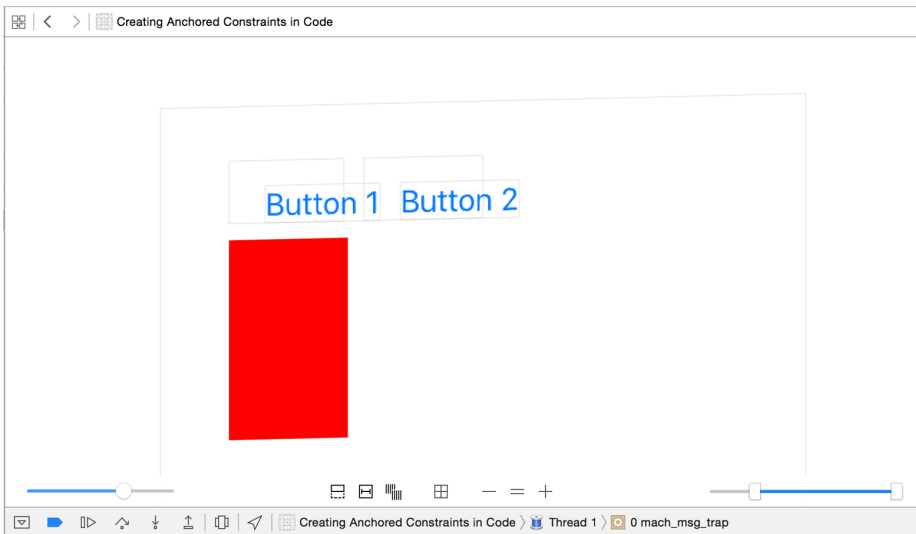 Creating Anchored Constraints in Code
Button 1 Button 2
Creating Anchored Constraints in Code Thread 1 0 mach_msg_trap